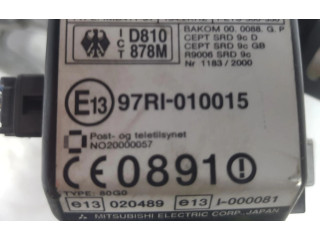 BAKOM 00. 0088. G. P
I C T D810 878M
CEPT SRD 9c D
CEPT SRD 9c GB
R9006 SRD 9c
Nr 1183 / 2000
E13 97RI-010015
Post- og teletilsynet
NO20000057
CE0891
TYPE: 80G0
e13 020489 e13 I-000081
MITSUBISHI ELECTRIC CORP. JAPAN